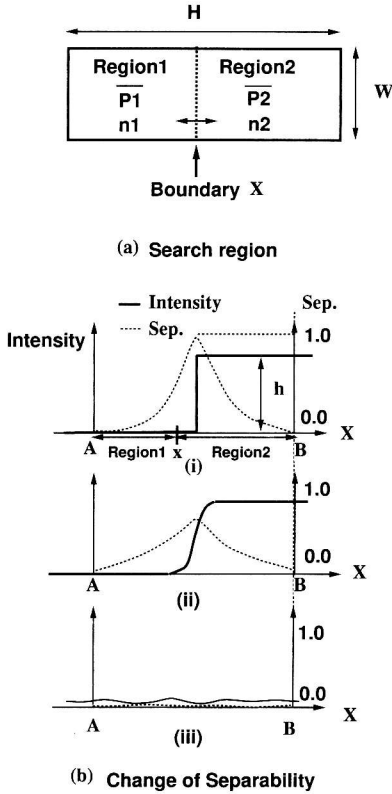 H
Region1 Region2
P1 P2
n1 n2
W
Boundary X
(a) Search region
Intensity Sep.
Sep.
Intensity 1.0
h
0.0
X
A Region1 x Region2 B
(i)
1.0
0.0
A B X
(ii)
1.0
0.0
A B X
(iii)
(b) Change of Separability